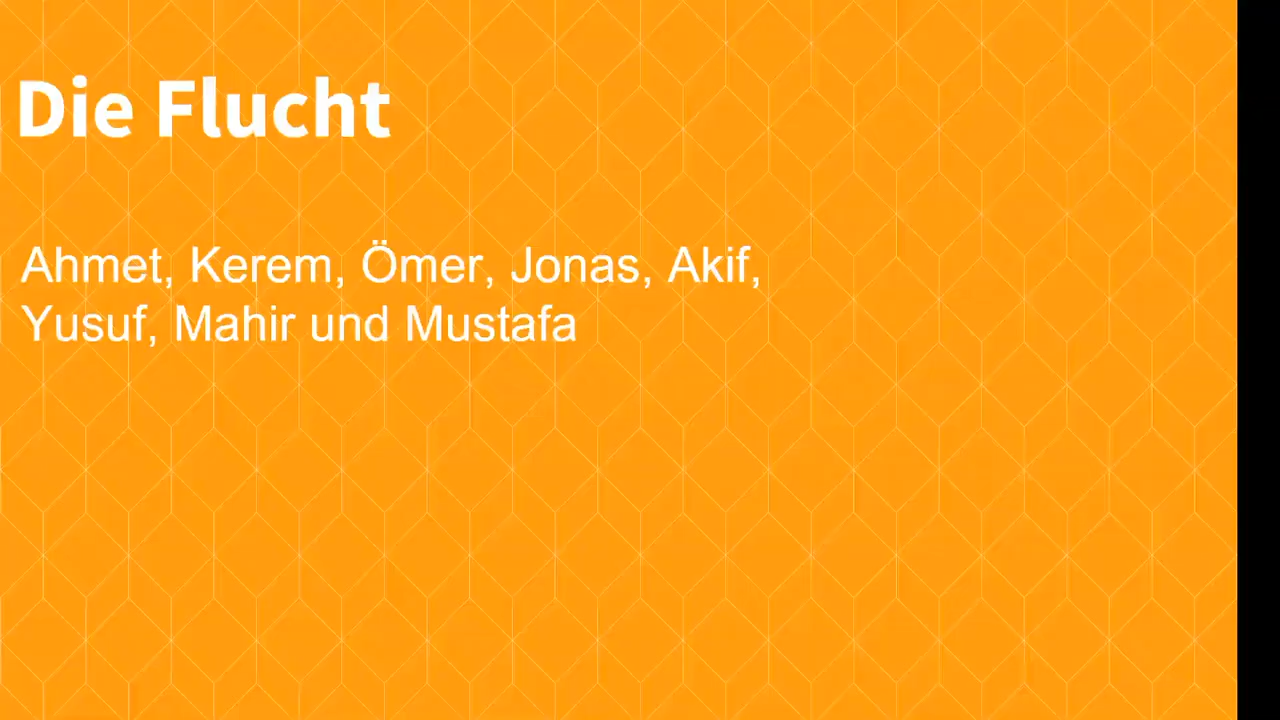 Die Flucht
Ahmet, Kerem, Ömer, Jonas, Akif,
Yusuf, Mahir und Mustafa